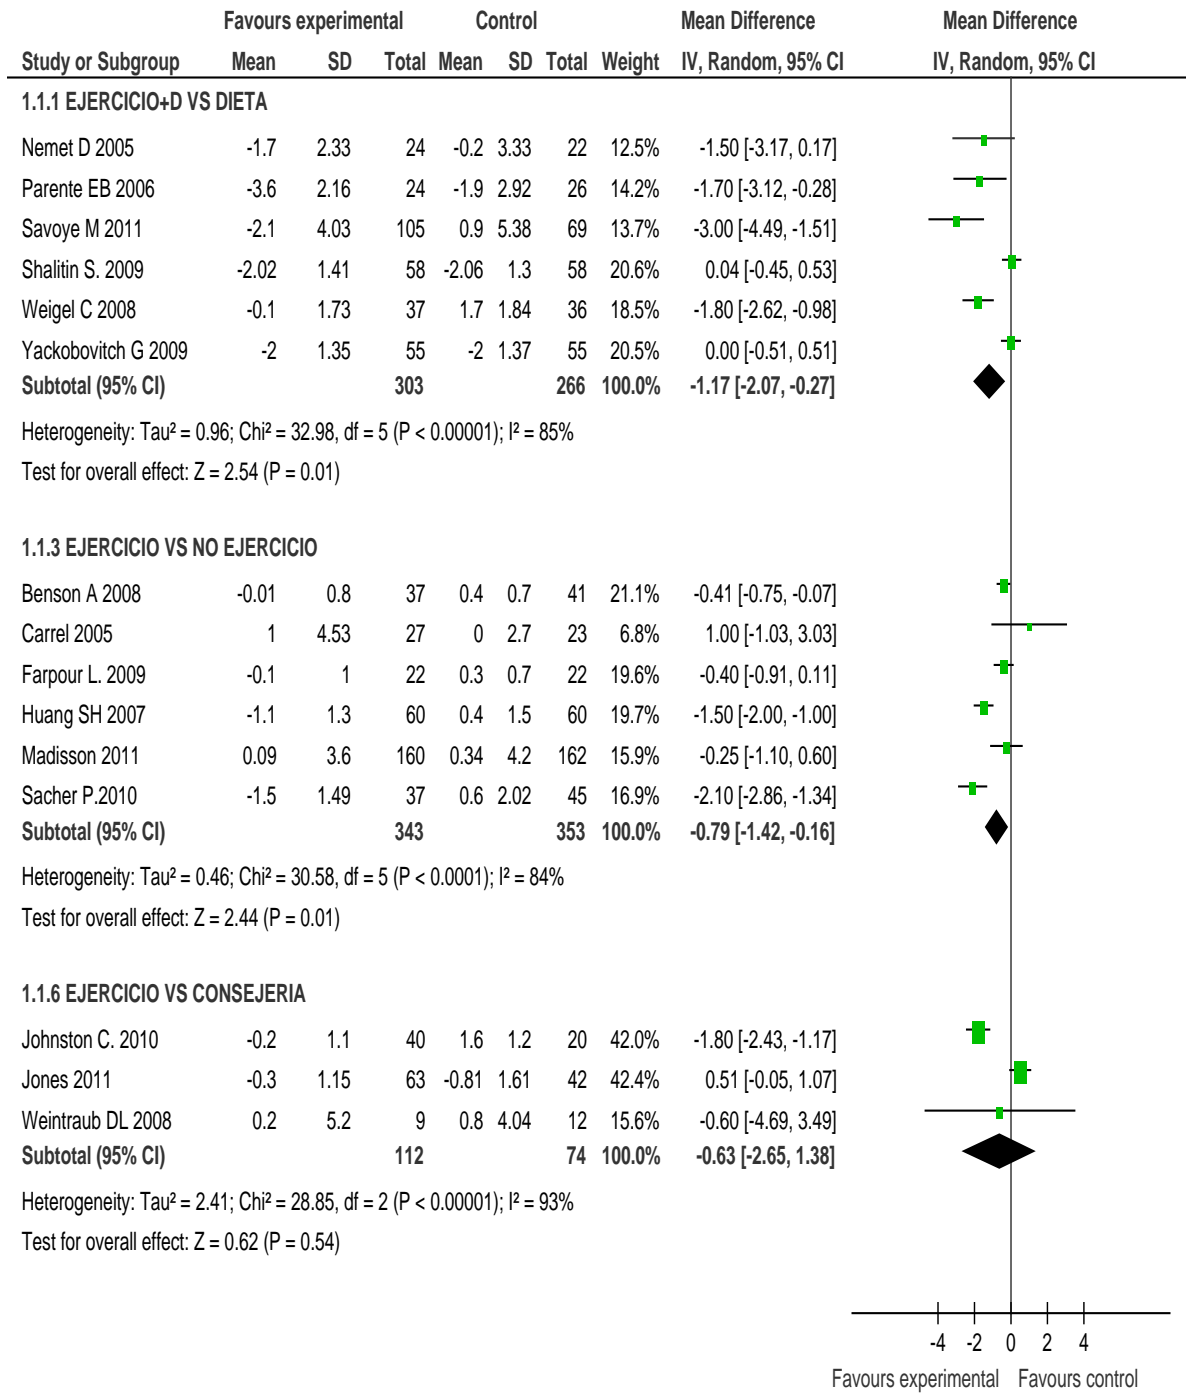 Favours experimental Control Mean Difference Mean Difference
Study or Subgroup Mean SD Total Mean SD Total Weight IV, Random, 95% CI IV, Random, 95% CI
1.1.1 EJERCICIO+D VS DIETA
Nemet D 2005 -1.7 2.33 24 -0.2 3.33 22 12.5% -1.50 [-3.17, 0.17]
Parente EB 2006 -3.6 2.16 24 -1.9 2.92 26 14.2% -1.70 [-3.12, -0.28]
Savoye M 2011 -2.1 4.03 105 0.9 5.38 69 13.7% -3.00 [-4.49, -1.51]
Shalitin S. 2009 -2.02 1.41 58 -2.06 1.3 58 20.6% 0.04 [-0.45, 0.53]
Weigel C 2008 -0.1 1.73 37 1.7 1.84 36 18.5% -1.80 [-2.62, -0.98]
Yackobovitch G 2009 -2 1.35 55 -2 1.37 55 20.5% 0.00 [-0.51, 0.51]
Subtotal (95% CI) 303 266 100.0% -1.17 [-2.07, -0.27]
Heterogeneity: Tau² = 0.96; Chi² = 32.98, df = 5 (P < 0.00001); I² = 85%
Test for overall effect: Z = 2.54 (P = 0.01)
1.1.3 EJERCICIO VS NO EJERCICIO
Benson A 2008 -0.01 0.8 37 0.4 0.7 41 21.1% -0.41 [-0.75, -0.07]
Carrel 2005 1 4.53 27 0 2.7 23 6.8% 1.00 [-1.03, 3.03]
Farpour L. 2009 -0.1 1 22 0.3 0.7 22 19.6% -0.40 [-0.91, 0.11]
Huang SH 2007 -1.1 1.3 60 0.4 1.5 60 19.7% -1.50 [-2.00, -1.00]
Madisson 2011 0.09 3.6 160 0.34 4.2 162 15.9% -0.25 [-1.10, 0.60]
Sacher P.2010 -1.5 1.49 37 0.6 2.02 45 16.9% -2.10 [-2.86, -1.34]
Subtotal (95% CI) 343 353 100.0% -0.79 [-1.42, -0.16]
Heterogeneity: Tau² = 0.46; Chi² = 30.58, df = 5 (P < 0.0001); I² = 84%
Test for overall effect: Z = 2.44 (P = 0.01)
1.1.6 EJERCICIO VS CONSEJERIA
Johnston C. 2010 -0.2 1.1 40 1.6 1.2 20 42.0% -1.80 [-2.43, -1.17]
Jones 2011 -0.3 1.15 63 -0.81 1.61 42 42.4% 0.51 [-0.05, 1.07]
Weintraub DL 2008 0.2 5.2 9 0.8 4.04 12 15.6% -0.60 [-4.69, 3.49]
Subtotal (95% CI) 112 74 100.0% -0.63 [-2.65, 1.38]
Heterogeneity: Tau² = 2.41; Chi² = 28.85, df = 2 (P < 0.00001); I² = 93%
Test for overall effect: Z = 0.62 (P = 0.54)
-4 -2 0 2 4
Favours experimental Favours control